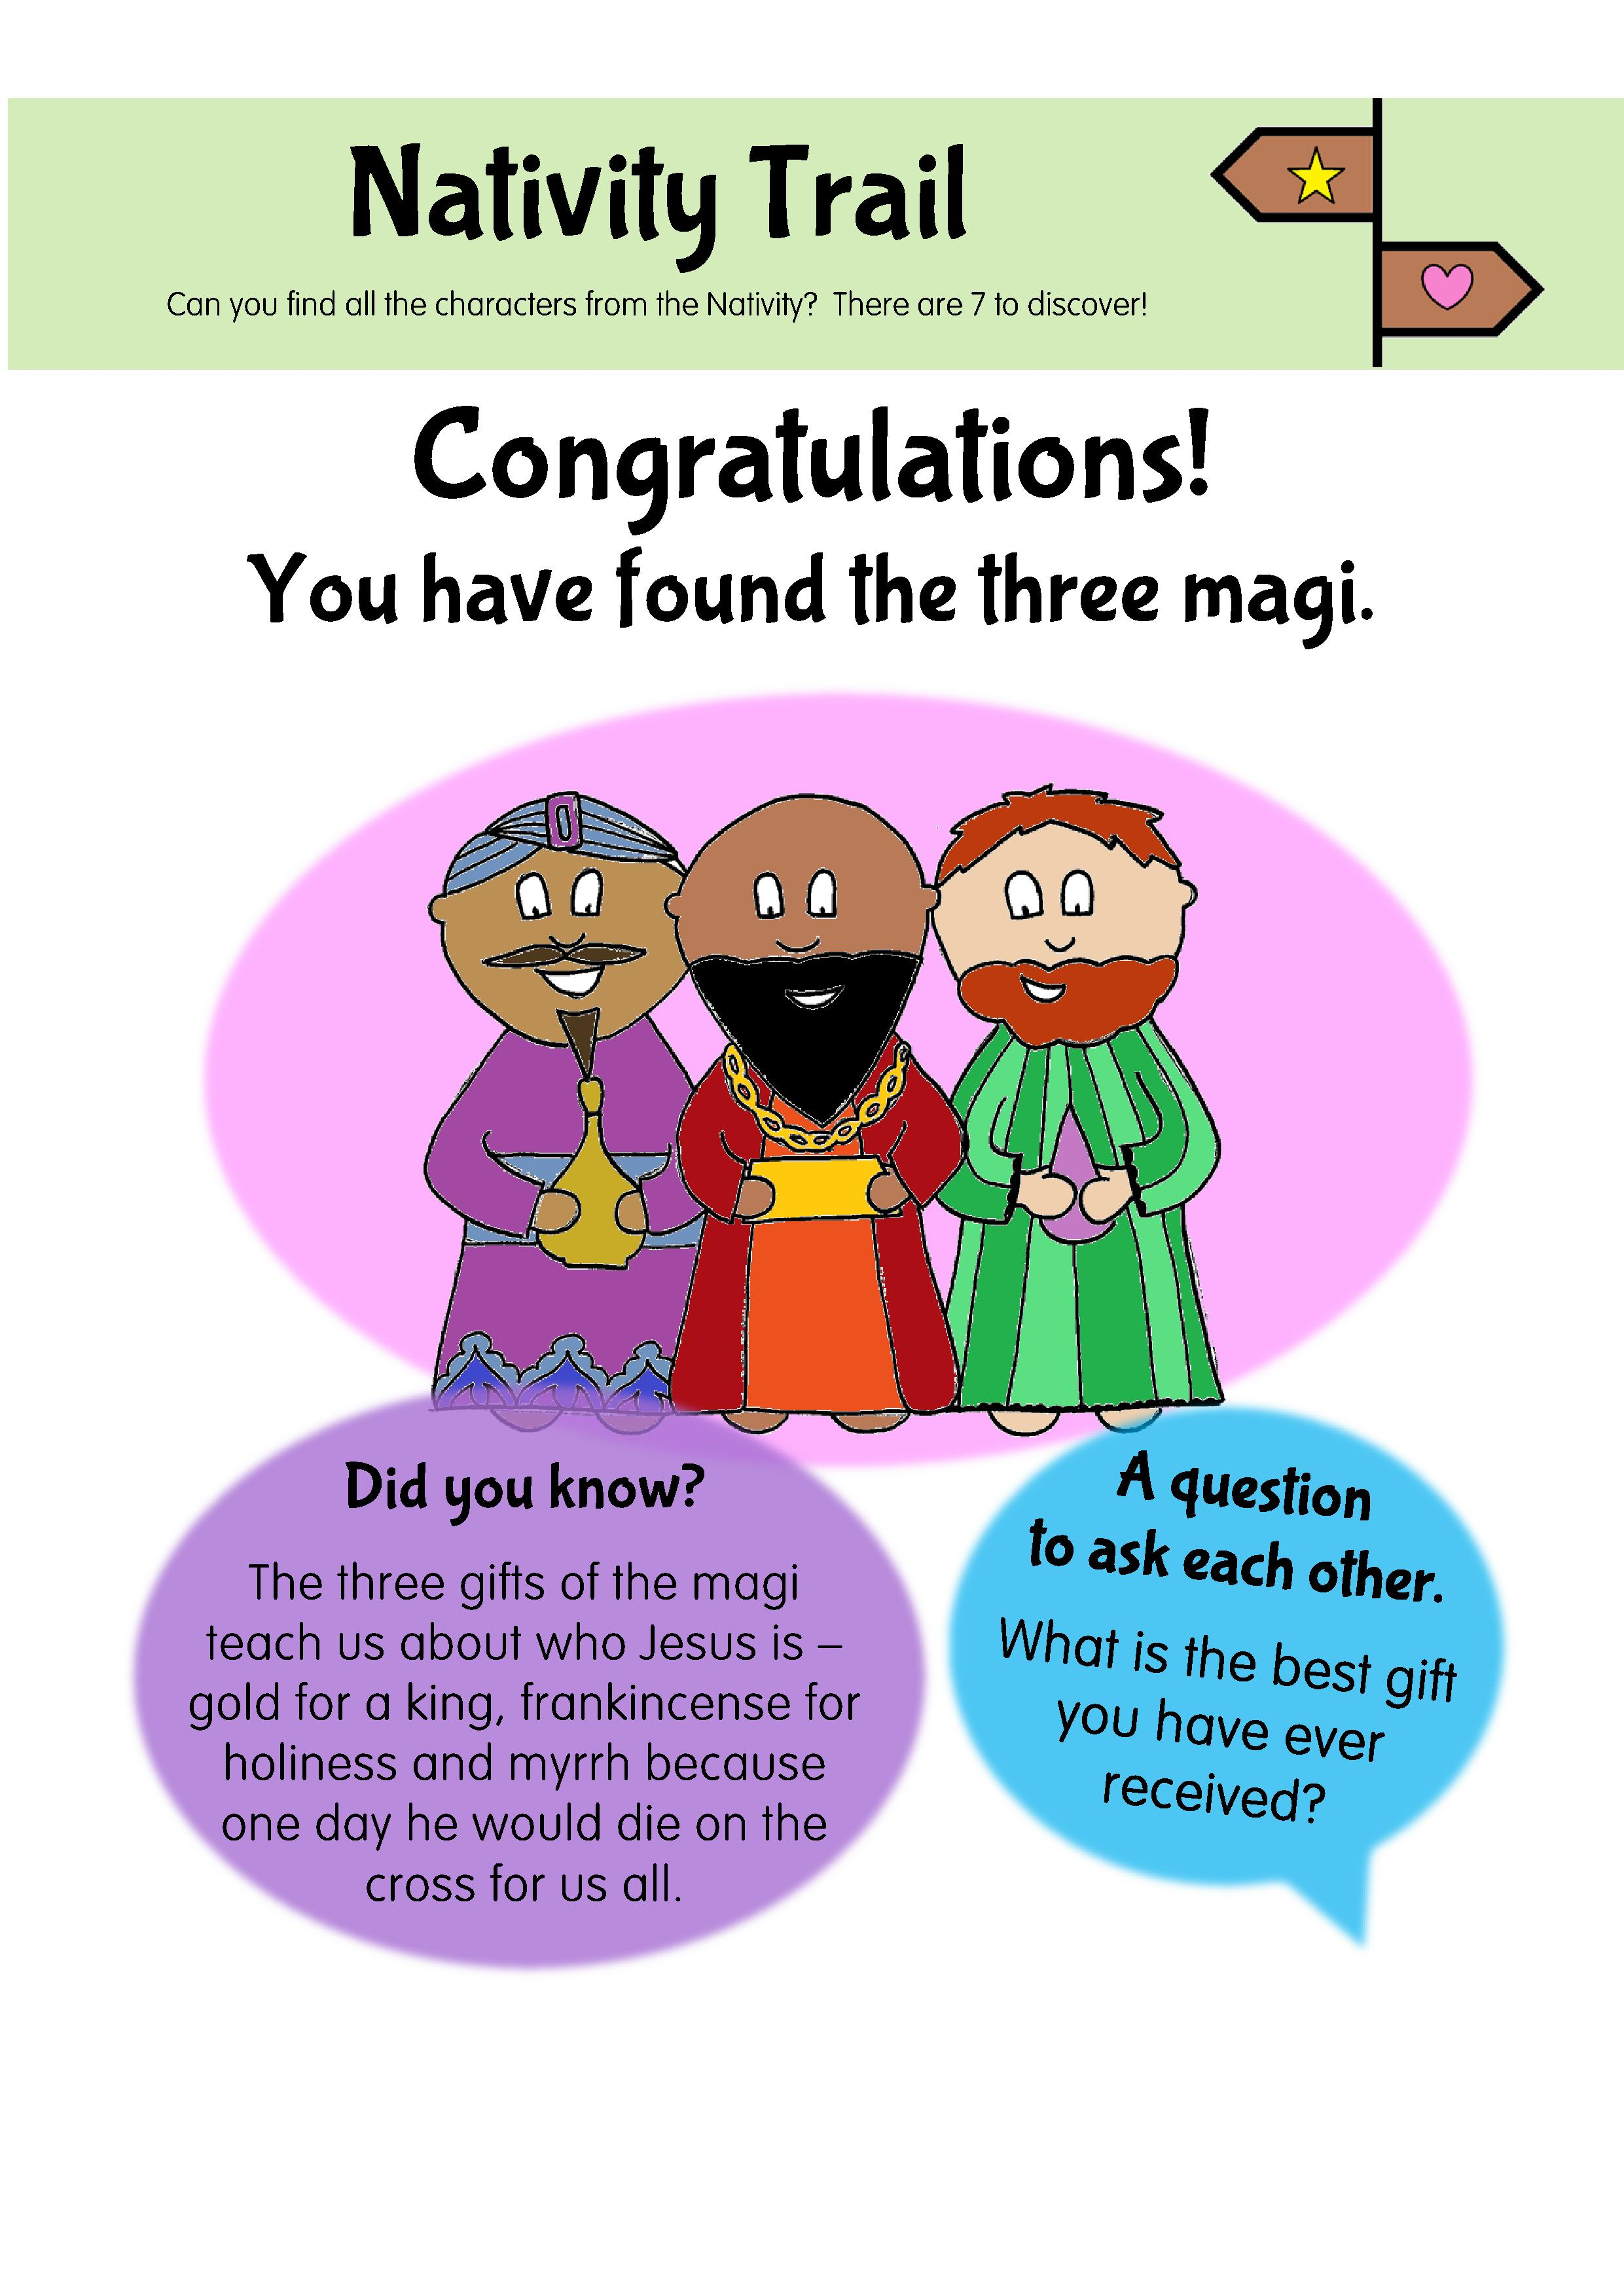 Nativity Trail
Can you find all the characters from the Nativity?  There are 7 to discover!
Congratulations!
You have found the three magi.
Did you know?
The three gifts of the magi
teach us about who Jesus is –
gold for a king, frankincense for
holiness and myrrh because
one day he would die on the
cross for us all.
A question
to ask each other.
What is the best gift
you have ever
received?